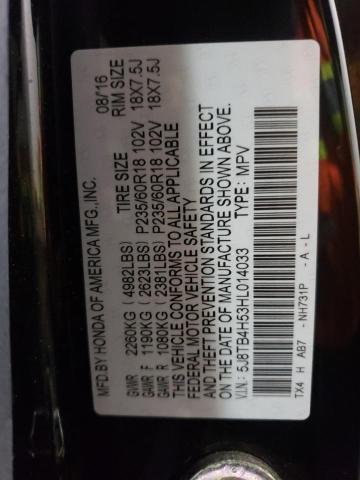 MFD.BY HONDA OF AMERICA MFG.,INC. 08/'16
TIRE SIZE RIM SIZE
GVWR 2260KG (4982LBS)
GAWR F 1190KG (2623LBS) P235/60R18 102V 18X7.5J
GAWR R 1080KG (2381LBS) P235/60R18 102V 18X7.5J
THIS VEHICLE CONFORMS TO ALL APPLICABLE
FEDERAL MOTOR VEHICLE SAFETY
AND THEFT PREVENTION STANDARDS IN EFFECT
ON THE DATE OF MANUFACTURE SHOWN ABOVE.
V.I.N.: 5J8TB4H53HL014033 TYPE: MPV
TX4 H AB7 - NH731P - A - L